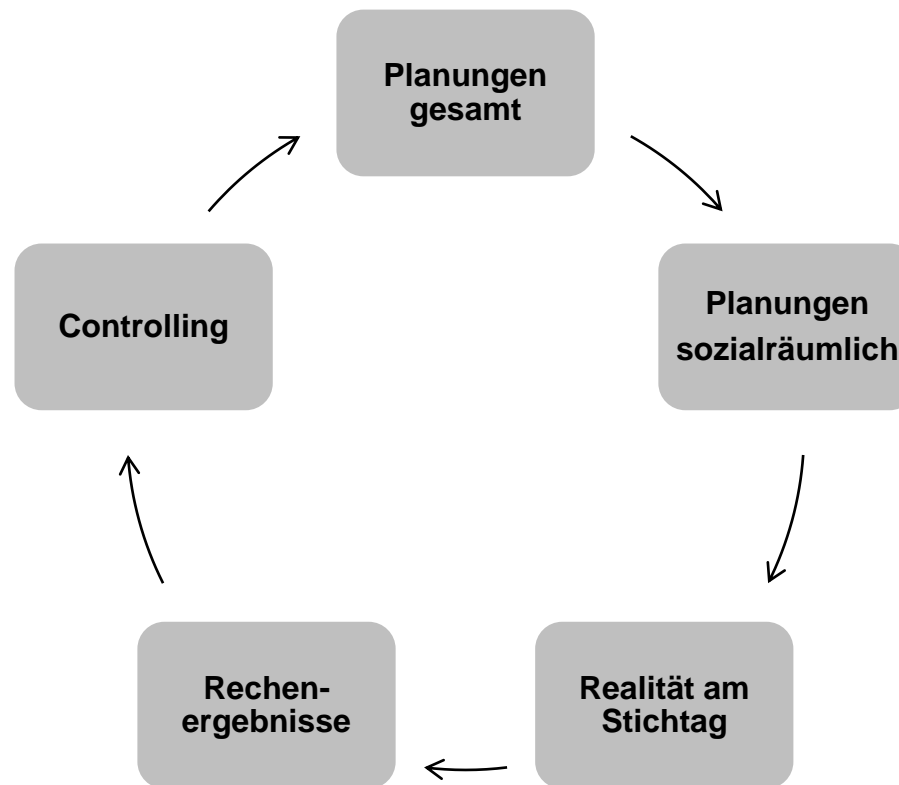 Planungen
gesamt
Planungen
sozialräumlich
Realität am
Stichtag
Rechen-
ergebnisse
Controlling